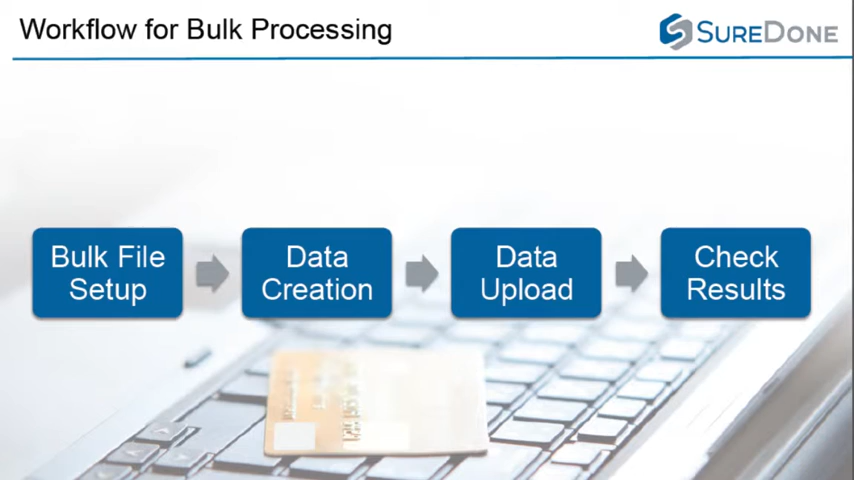 Workflow for Bulk Processing
SUREDONE
Bulk File
Setup
Data
Creation
Data
Upload
Check
Results